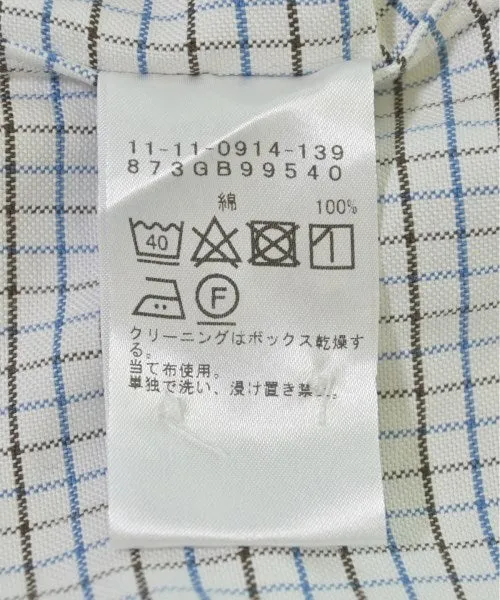 11-11-0914-139
873GB99540
綿 100%
40
F
クリーニングはボックス乾燥す
る。
当て布使用。
単独で洗い、浸け置き禁